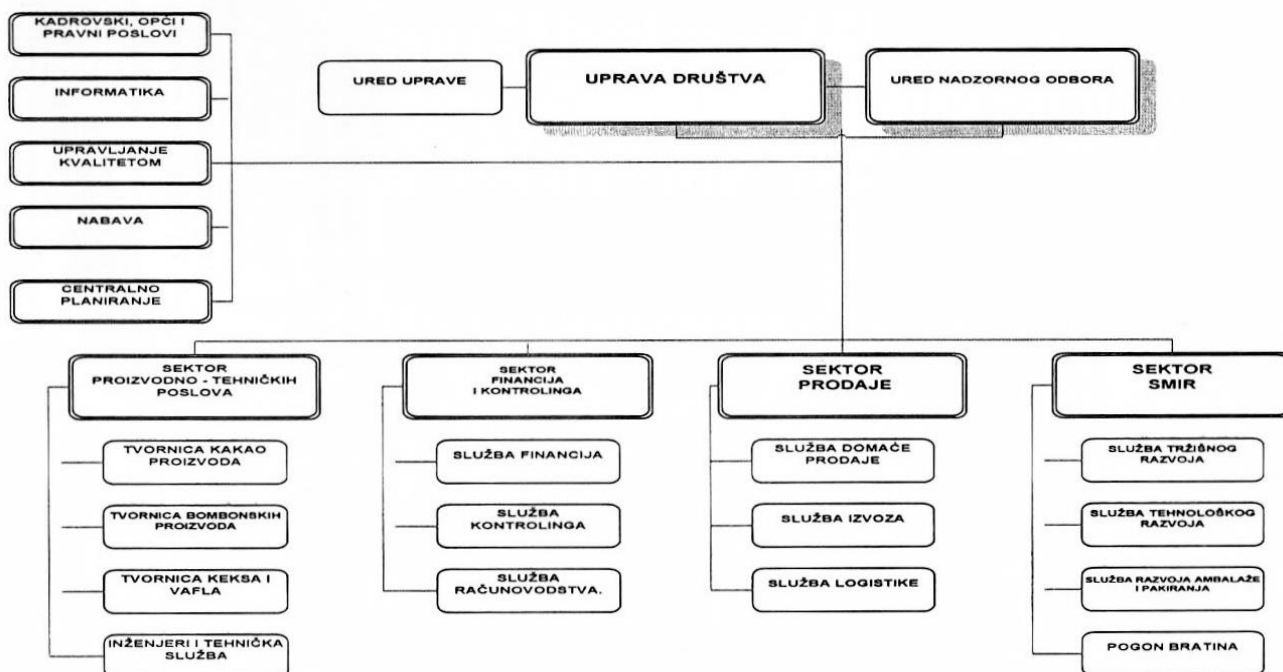 KADROVSKI, OPĆI I
PRAVNI POSLOVI
INFORMATIKA
UPRAVLJANJE
KVALITETOM
NABAVA
CENTRALNO
PLANIRANJE
URED UPRAVE
UPRAVA DRUŠTVA
URED NADZORNOG ODBORA
SEKTOR
PROIZVODNO - TEHNIČKIH
POSLOVA
TVORNICA KAKAO
PROIZVODA
TVORNICA BOMBONSKIH
PROIZVODA
TVORNICA KEKSA I
VAFLA
INŽENJERI I TEHNIČKA
SLUŽBA
SEKTOR
FINANCIJA
I KONTROLINGA
SLUŽBA FINANCIJA
SLUŽBA
KONTROLINGA
SLUŽBA
RAČUNOVODSTVA.
SEKTOR
PRODAJE
SLUŽBA DOMAĆE
PRODAJE
SLUŽBA IZVOZA
SLUŽBA LOGISTIKE
SEKTOR
SMIR
SLUŽBA TRŽIŠNOG
RAZVOJA
SLUŽBA TEHNOLOŠKOG
RAZVOJA
SLUŽBA RAZVOJA AMBALAŽE
I PAKIRANJA
POGON BRATINA